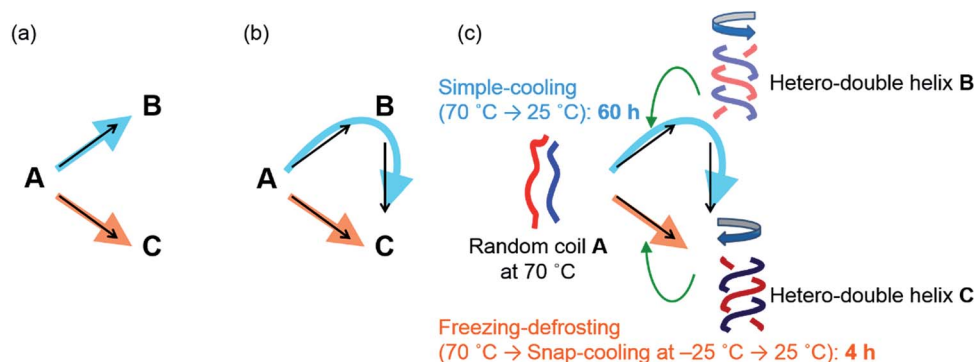 (a)
B
A
C
(b)
B
A
C
(c)
Simple-cooling
(70 ˚C → 25 ˚C): 60 h
Hetero-double helix B
Random coil A
at 70 ˚C
Hetero-double helix C
Freezing-defrosting
(70 ˚C → Snap-cooling at –25 ˚C → 25 ˚C): 4 h